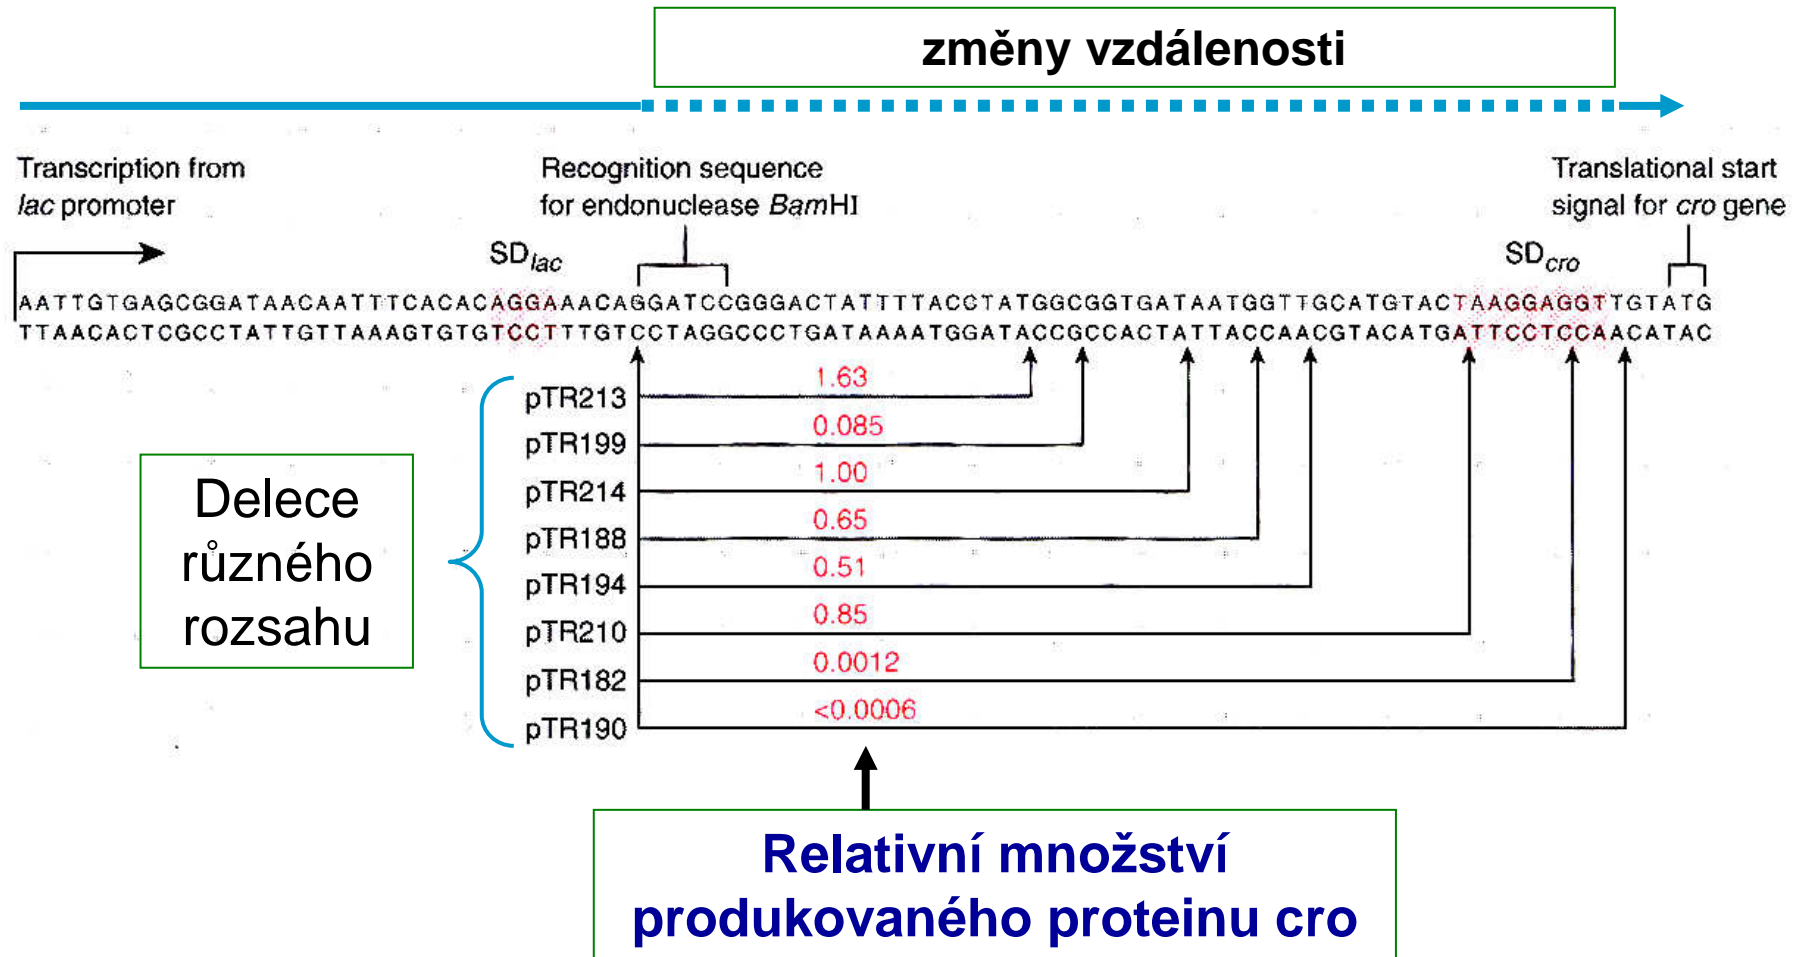 změny vzdálenosti
Transcription from
lac promoter
Recognition sequence
for endonuclease BamHI
Translational start
signal for cro gene
SDlac
SDcro
AATTGTGAGCGGATAACAATTTCACACAGGAAACAGGATCCGGGACTATTTTTACCTATGGCGGTGATAATGGTTGCATGTACTAAGGAGGTTGTATG
TTAACACTCGCCTATTGTTAAAGTGTGTCCTTTGTCCTAGGCCCTGATAAAAATGGATACCGCCACTATTACCAACGTACATGATTCCTCCAACATAC
pTR213 1.63
pTR199 0.085
pTR214 1.00
pTR188 0.65
pTR194 0.51
pTR210 0.85
pTR182 0.0012
pTR190 <0.0006
Delece
různého
rozsahu
Relativní množství
produkovaného proteinu cro